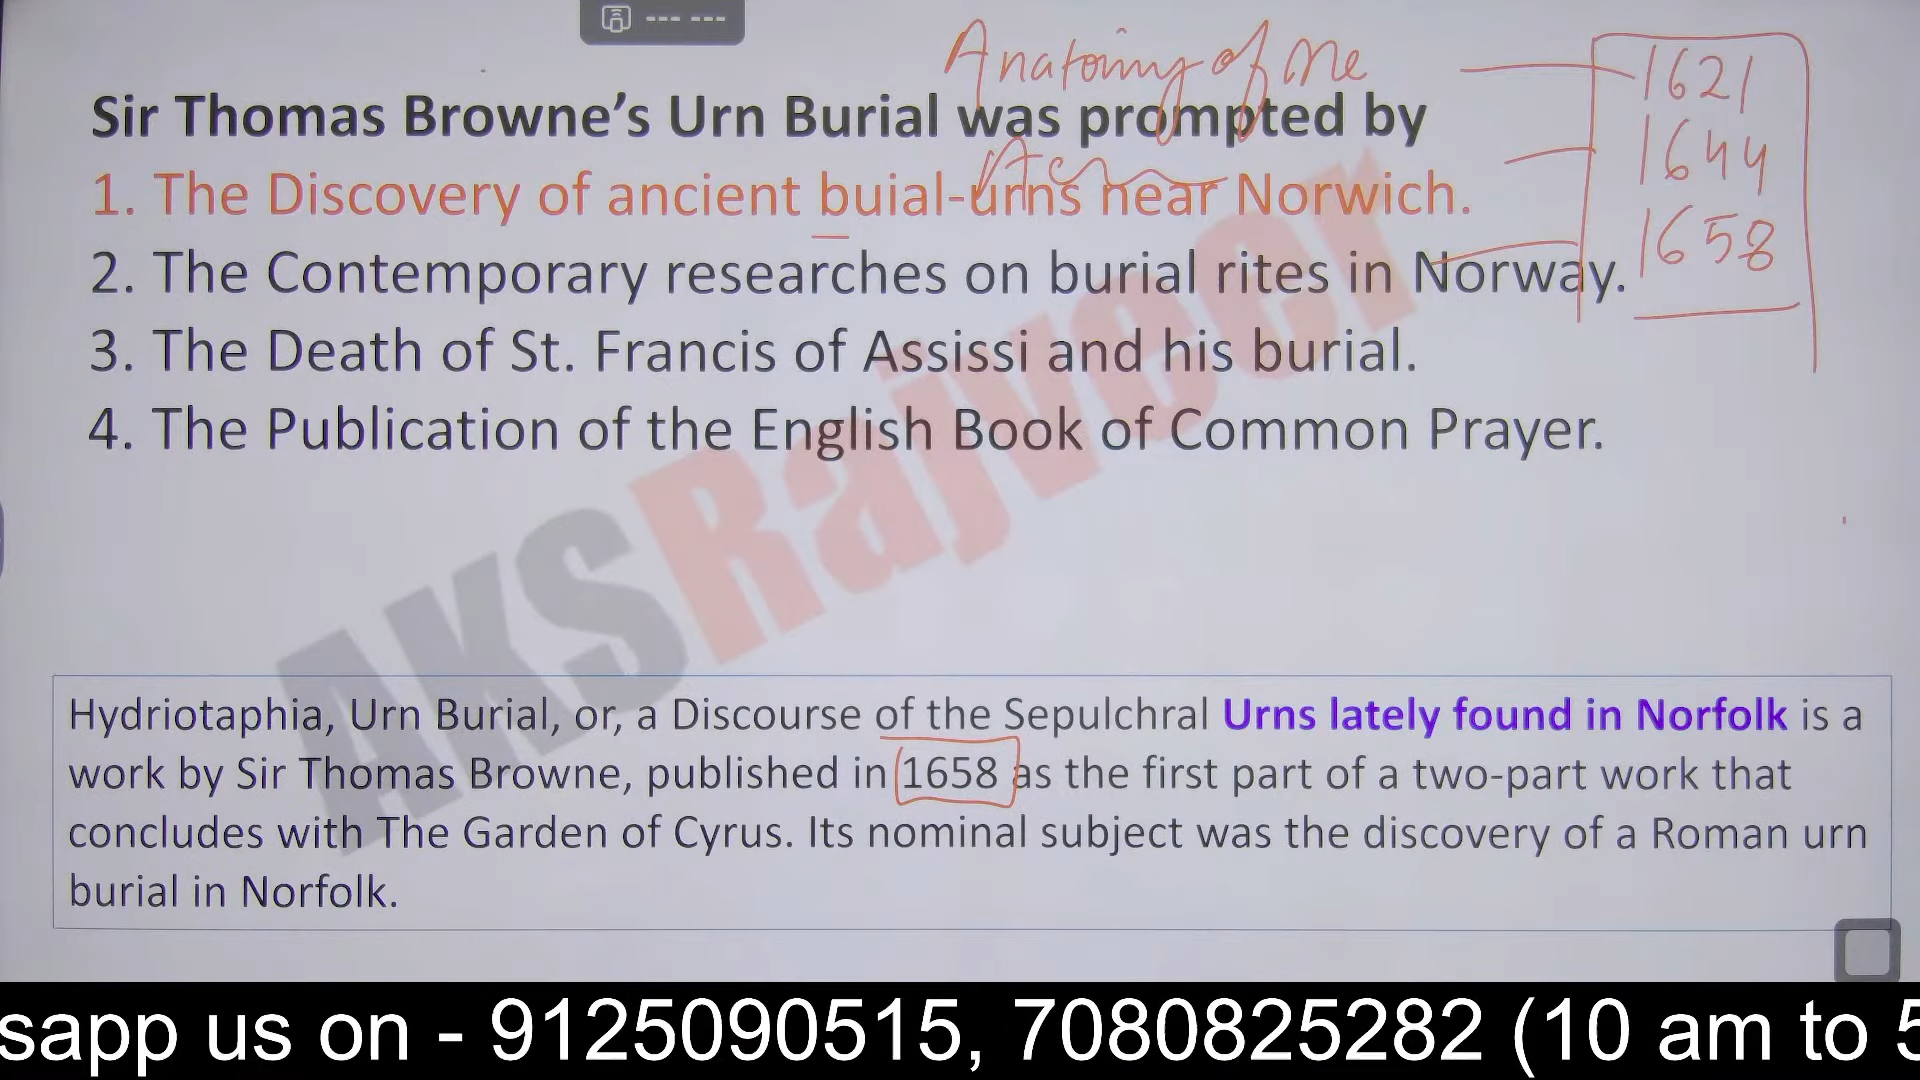 Anatomy of Me
1621
Sir Thomas Browne’s Urn Burial was prompted by
1644
1. The Discovery of ancient buial-urns near Norwich.
1658
2. The Contemporary researches on burial rites in Norway.
3. The Death of St. Francis of Assissi and his burial.
4. The Publication of the English Book of Common Prayer.
AKSRajveer
Hydriotaphia, Urn Burial, or, a Discourse of the Sepulchral Urns lately found in Norfolk is a
work by Sir Thomas Browne, published in 1658 as the first part of a two-part work that
concludes with The Garden of Cyrus. Its nominal subject was the discovery of a Roman urn
burial in Norfolk.
sapp us on - 9125090515, 7080825282 (10 am to 5